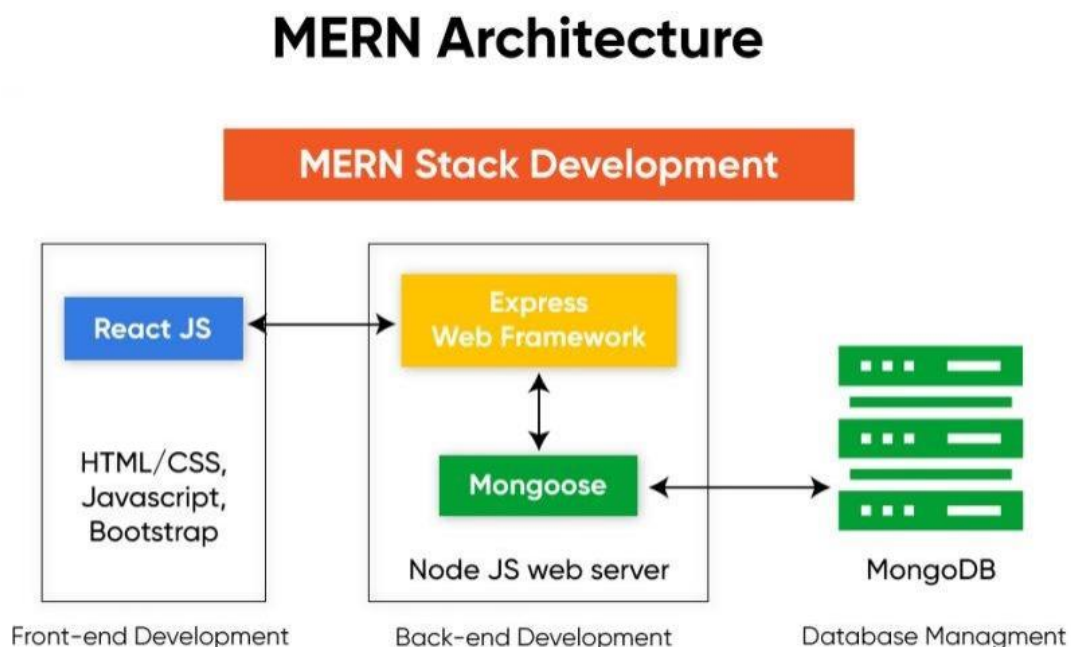 MERN Architecture
MERN Stack Development
React JS
HTML/CSS,
Javascript,
Bootstrap
Front-end Development
Express
Web Framework
Mongoose
Node JS web server
Back-end Development
MongoDB
Database Managment